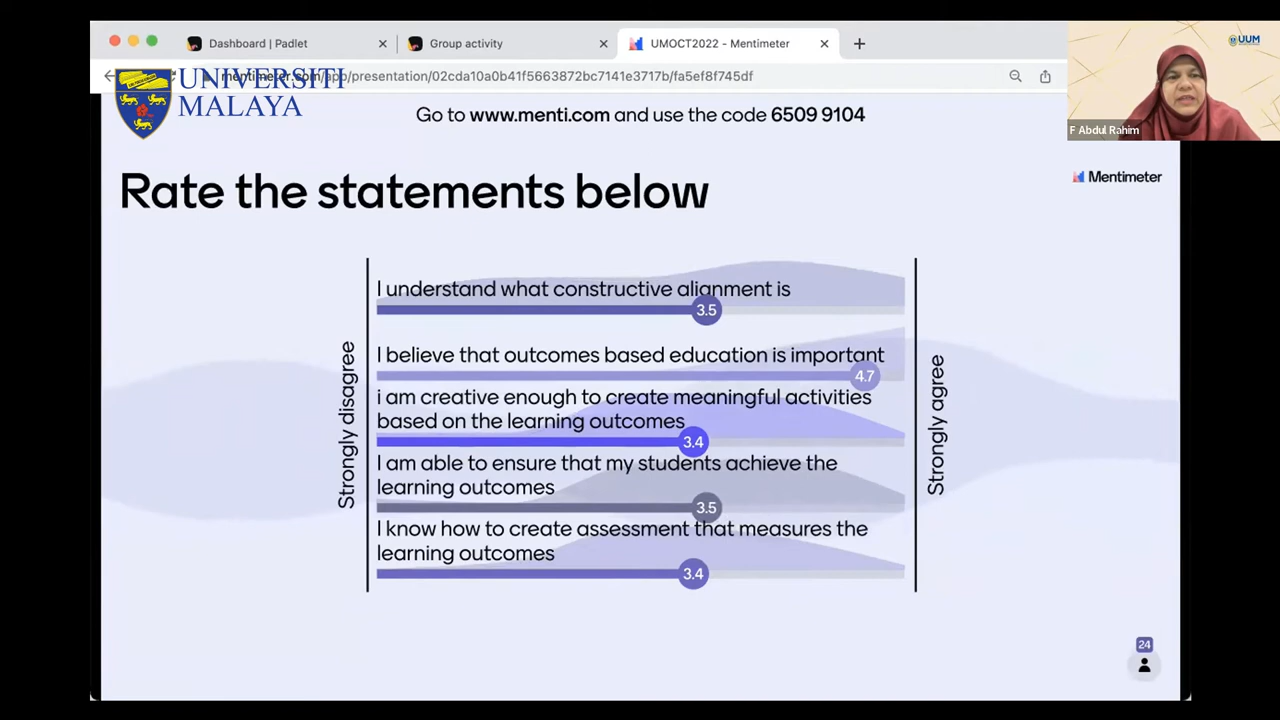 Dashboard | Padlet
Group activity
UMOCT2022 - Mentimeter
UUM
mentimeter.com/app/presentation/02cda10a0b41f5663872bc7141e3717b/fa5ef8f745df
UNIVERSITI
MALAYA
Go to www.menti.com and use the code 6509 9104
F Abdul Rahim
Mentimeter
Rate the statements below
Strongly disagree
I understand what constructive alignment is
3.5
I believe that outcomes based education is important
4.7
i am creative enough to create meaningful activities
based on the learning outcomes
3.4
I am able to ensure that my students achieve the
learning outcomes
3.5
I know how to create assessment that measures the
learning outcomes
3.4
Strongly agree
24